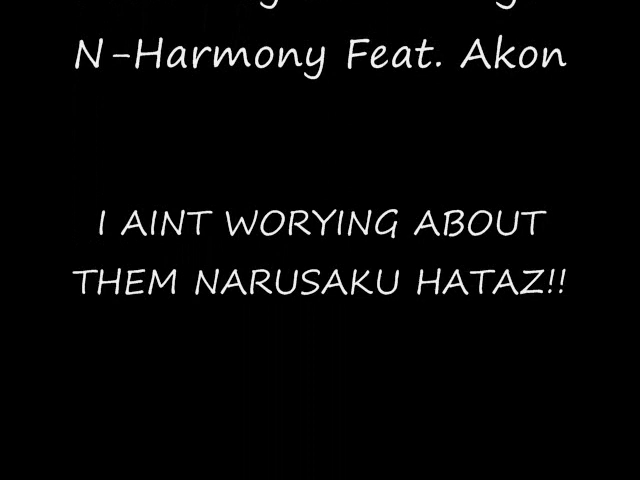 N-Harmony Feat. Akon
I AINT WORYING ABOUT
THEM NARUSAKU HATAZ!!